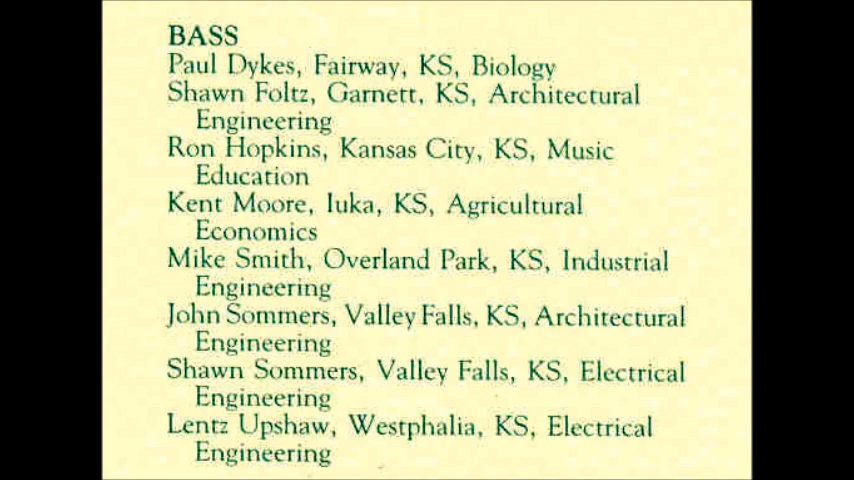 BASS
Paul Dykes, Fairway, KS, Biology
Shawn Foltz, Garnett, KS, Architectural
Engineering
Ron Hopkins, Kansas City, KS, Music
Education
Kent Moore, Iuka, KS, Agricultural
Economics
Mike Smith, Overland Park, KS, Industrial
Engineering
John Sommers, Valley Falls, KS, Architectural
Engineering
Shawn Sommers, Valley Falls, KS, Electrical
Engineering
Lentz Upshaw, Westphalia, KS, Electrical
Engineering